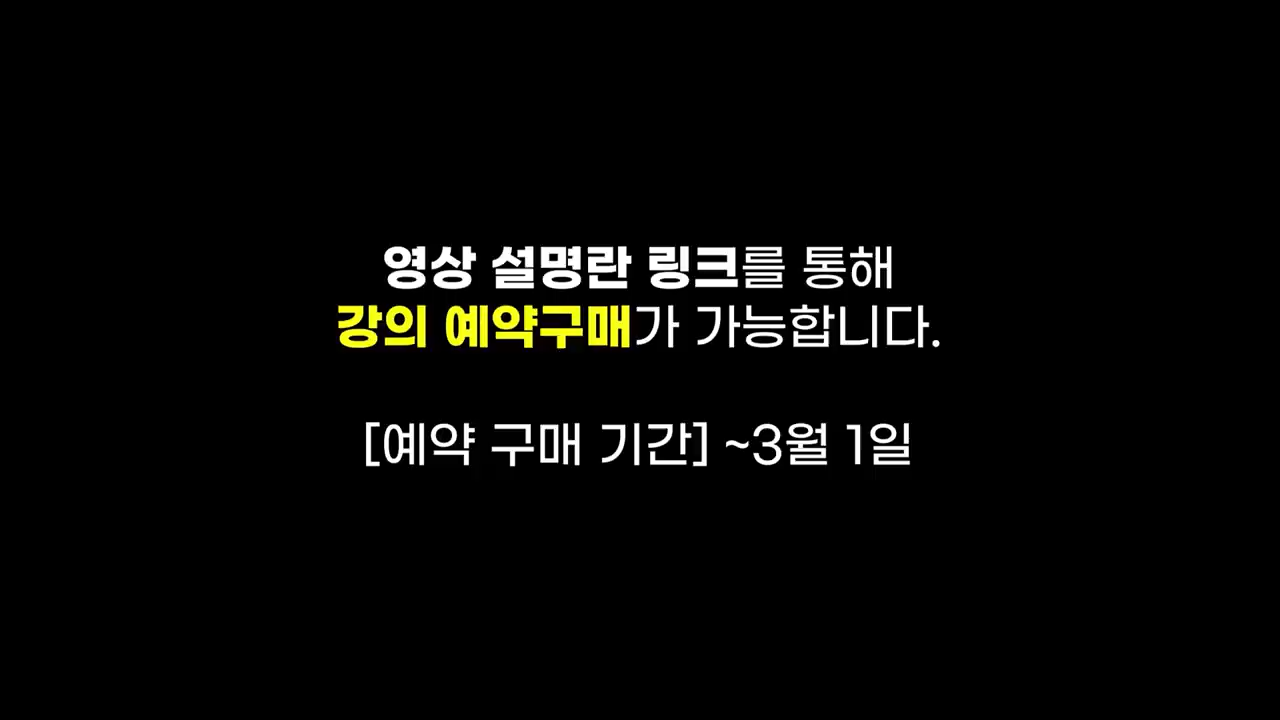 영상 설명란 링크를 통해
강의 예약구매가 가능합니다.
[예약 구매 기간] ~3월 1일